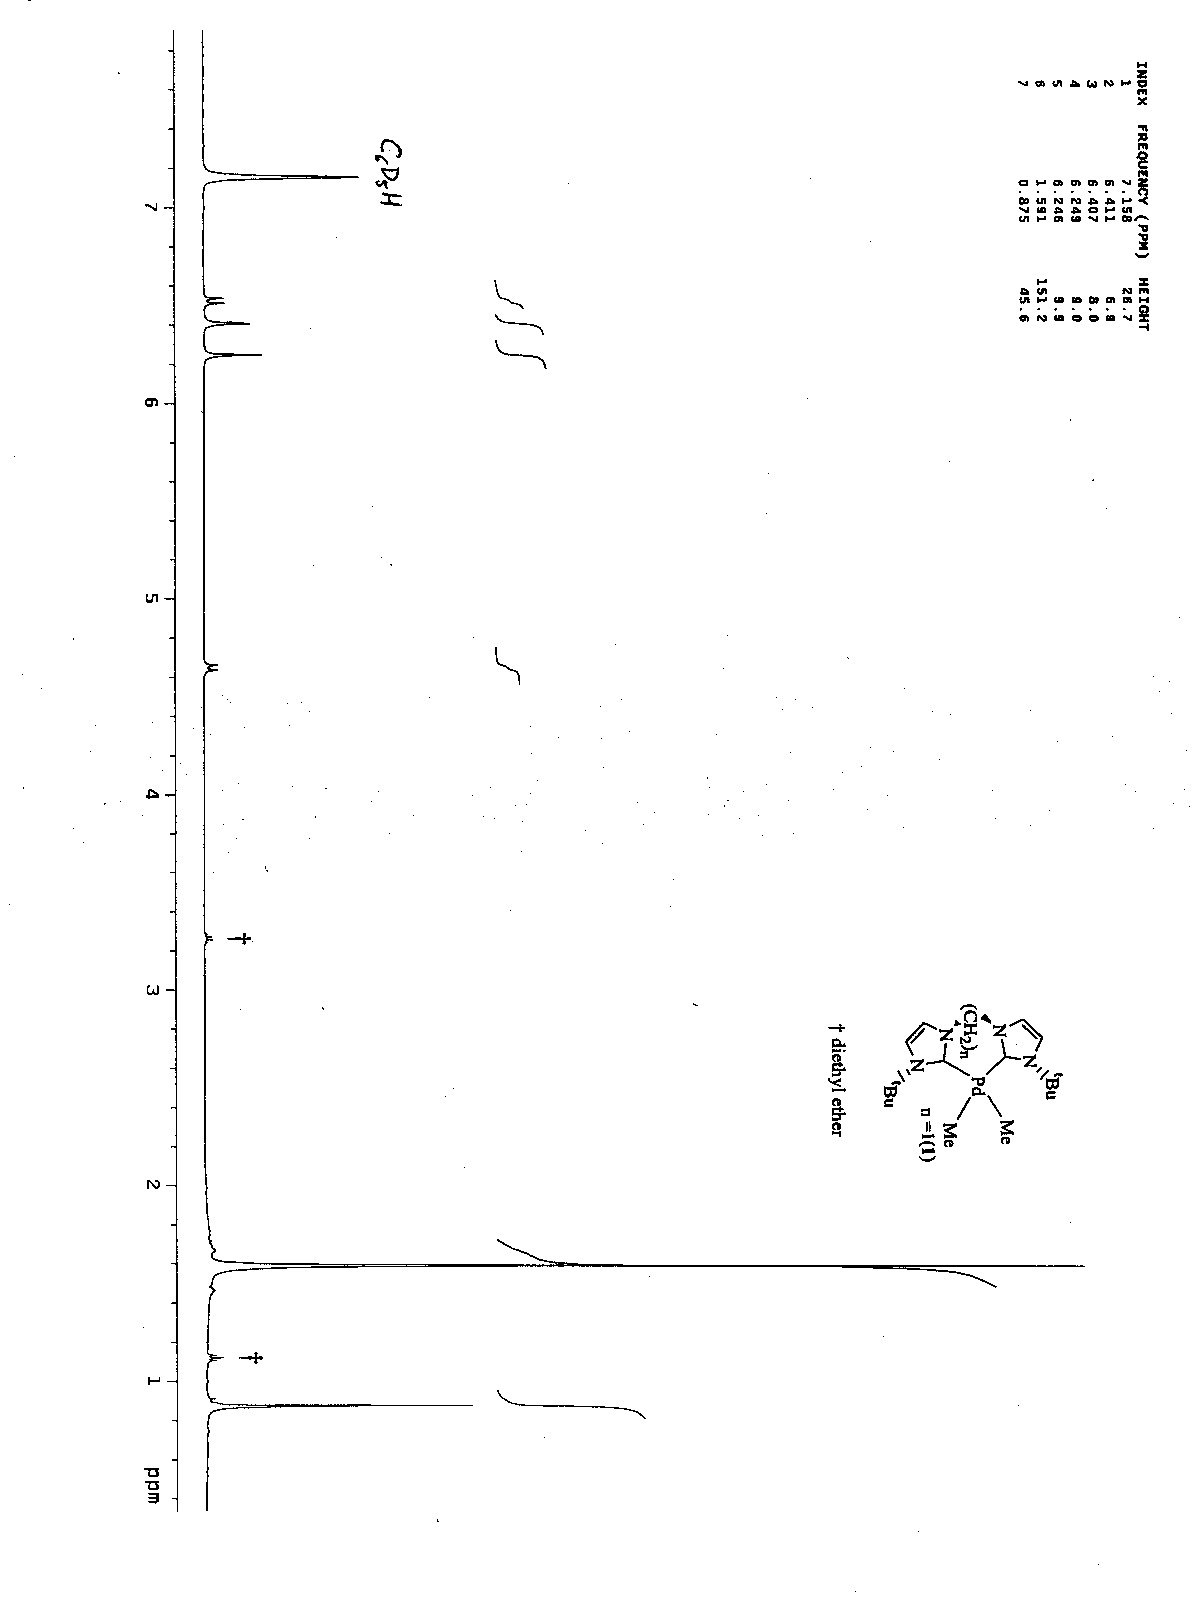 INDEX FREQUENCY (PPM) HEIGHT
1 7.158 26.7
2 6.411 6.8
3 6.407 8.0
4 6.249 9.0
5 6.246 9.9
6 1.591 151.2
7 0.875 45.6
C6D5H
7 6 5 4 3 2 1 ppm
†
†
N
N
tBu
(CH2)n
Pd
Me
N
N
Me
tBu
n =1(1)
† diethyl ether